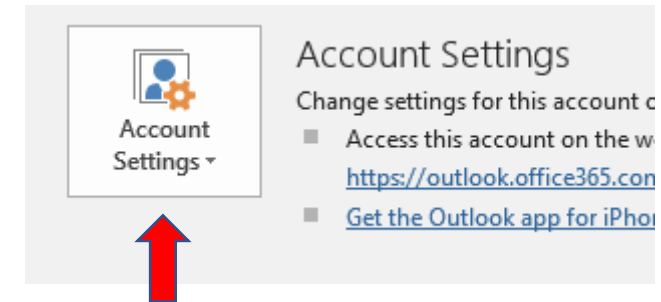 Account
Settings
Account Settings
Change settings for this account
Access this account on the
https://outlook.office365.com
Get the Outlook app for